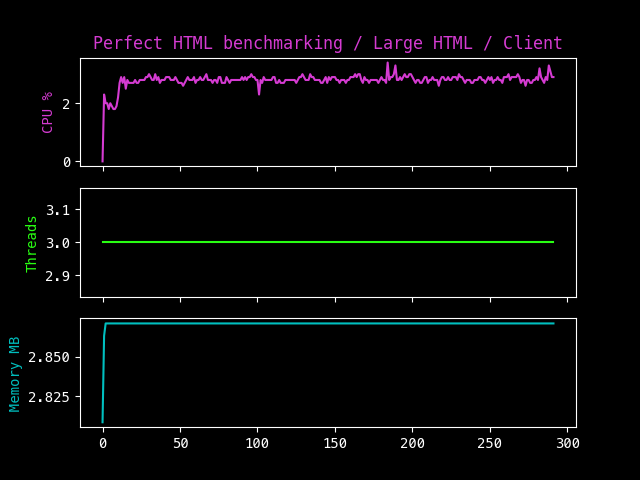 Perfect HTML benchmarking / Large HTML / Client
CPU %
2
0
Threads
3.1
3.0
2.9
Memory MB
2.850
2.825
0 50 100 150 200 250 300